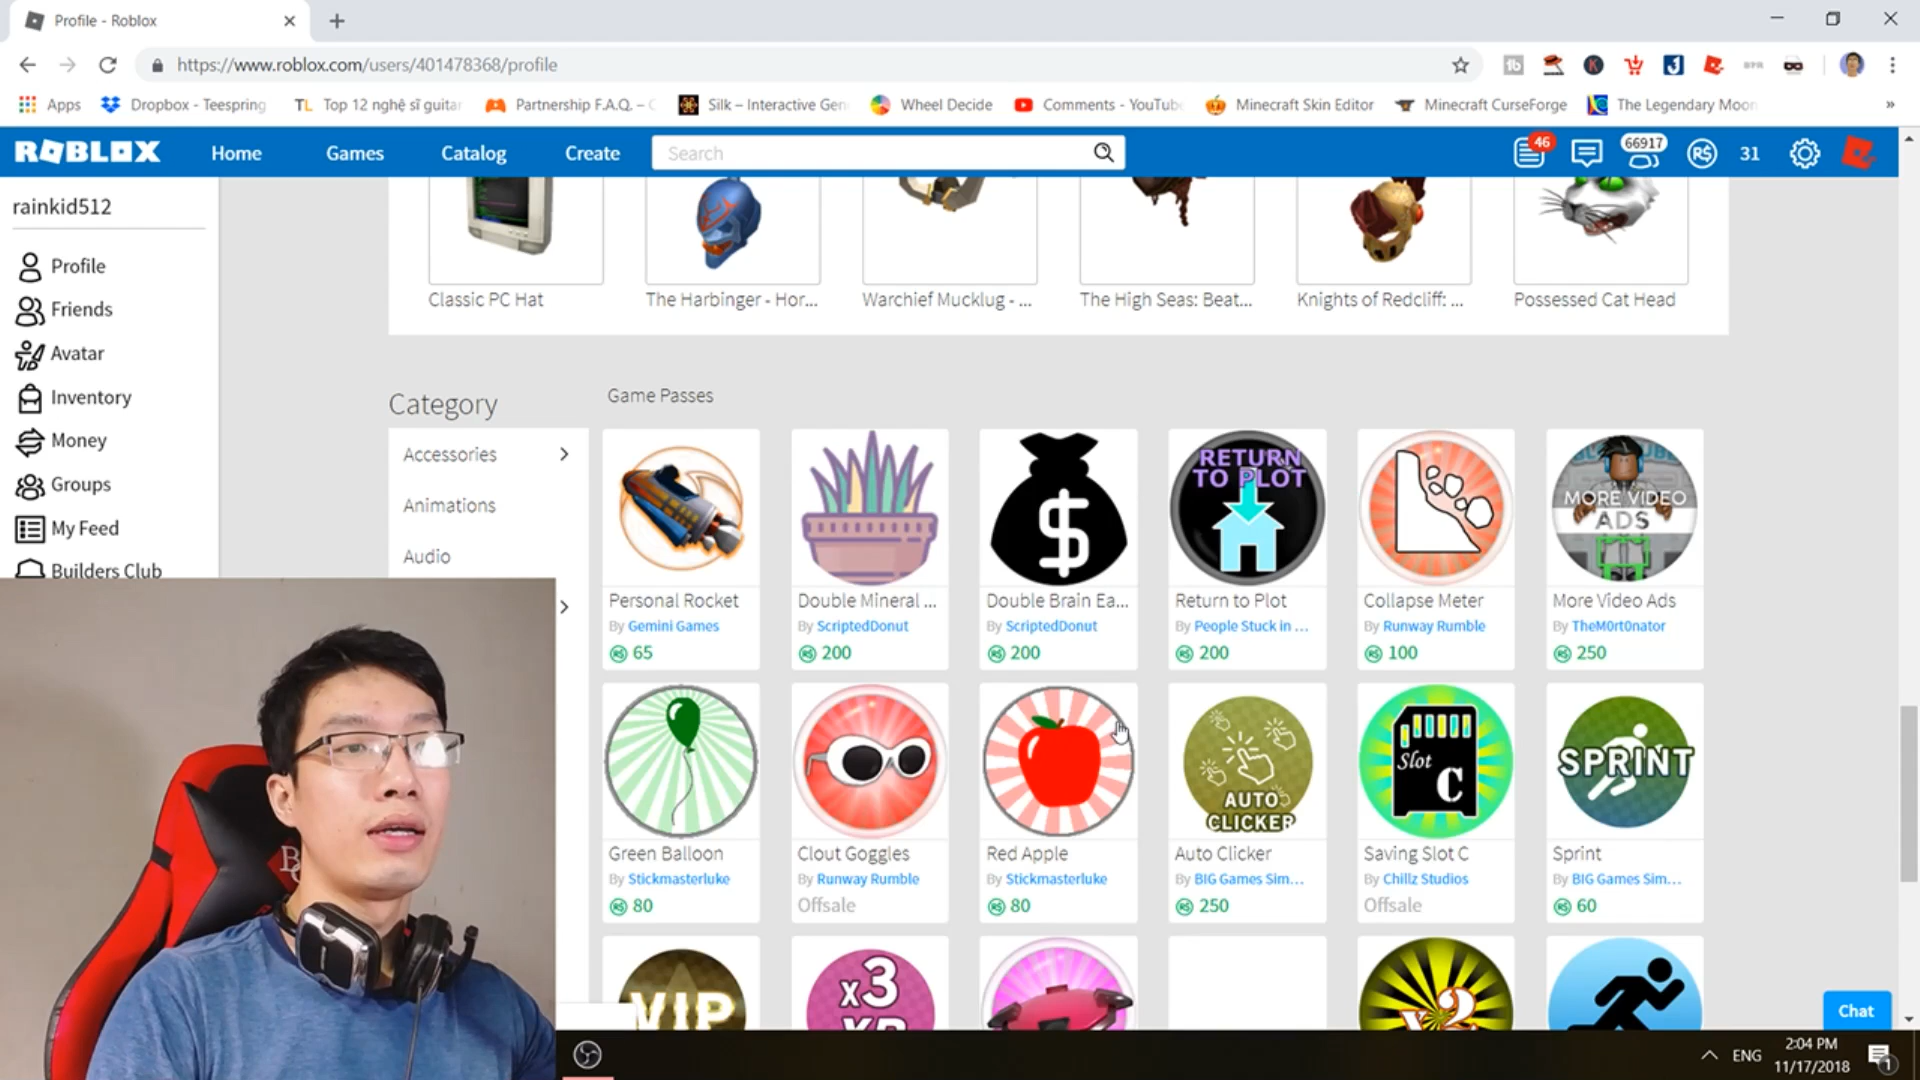 Profile - Roblox
https://www.roblox.com/users/401478368/profile
Apps Dropbox - Teespring TL Top 12 nghệ sĩ guitar Partnership F.A.Q. – Silk – Interactive Gen Wheel Decide Comments - YouTube Minecraft Skin Editor Minecraft CurseForge The Legendary Moon »
ROBLOX Home Games Catalog Create Search 46 66917 R$ 31
rainkid512
Profile
Friends
Avatar
Inventory
Money
Groups
My Feed
Builders Club
Classic PC Hat The Harbinger - Hor... Warchief Mucklug - ... The High Seas: Beat... Knights of Redcliff: ... Possessed Cat Head
Category
Accessories
Animations
Audio
Game Passes
RETURN TO PLOT
MORE VIDEO ADS
Personal Rocket Double Mineral ... Double Brain Ea... Return to Plot Collapse Meter More Video Ads
By Gemini Games By ScriptedDonut By ScriptedDonut By People Stuck in ... By Runway Rumble By TheM0rt0nator
65 200 200 200 100 250
AUTO CLICKER
Slot C
SPRINT
Green Balloon Clout Goggles Red Apple Auto Clicker Saving Slot C Sprint
By Stickmasterluke By Runway Rumble By Stickmasterluke By BIG Games Sim... By Chillz Studios By BIG Games Sim...
80 Offsale 80 250 Offsale 60
VIP
x3
XP
x2
Chat
ENG
2:04 PM
11/17/2018
1